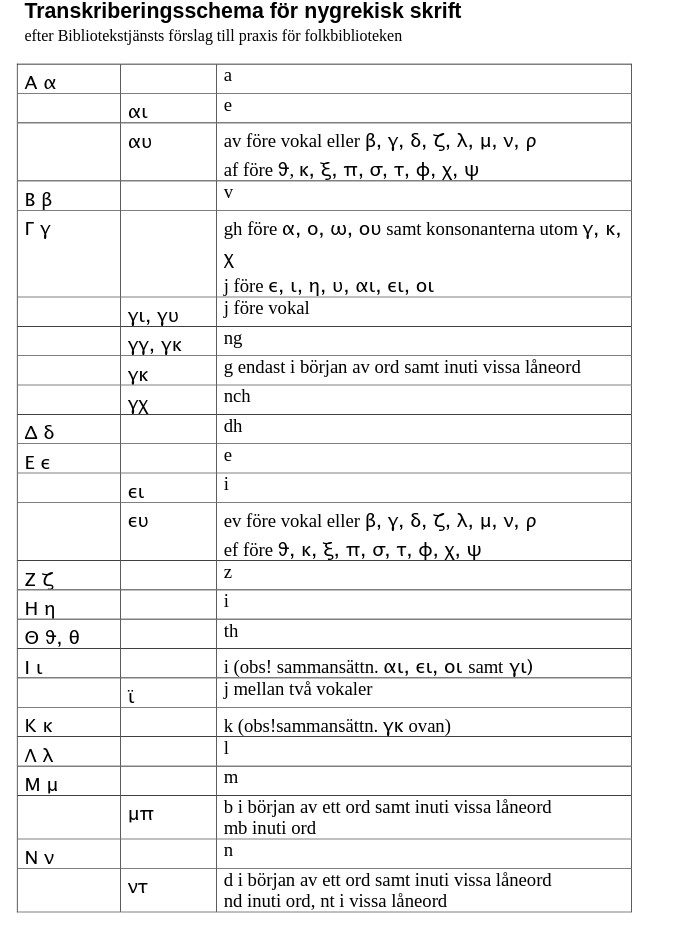 Transkriberingsschema för nygrekisk skrift
efter Bibliotekstjänsts förslag till praxis för folkbiblioteken
Α α a
αι e
αυ av före vokal eller β, γ, δ, ζ, λ, μ, ν, ρ
af före ϑ, κ, ξ, π, σ, τ, φ, χ, ψ
Β β v
Γ γ gh före α, ο, ω, ου samt konsonanterna utom γ, κ,
χ
j före ϵ, ι, η, υ, αι, ϵι, οι
γι, γυ j före vokal
γγ, γκ ng
γκ g endast i början av ord samt inuti vissa låneord
γχ nch
Δ δ dh
Ε ϵ e
ϵι i
ϵυ ev före vokal eller β, γ, δ, ζ, λ, μ, ν, ρ
ef före ϑ, κ, ξ, π, σ, τ, φ, χ, ψ
Ζ ζ z
Η η i
Θ ϑ, θ th
Ι ι i (obs! sammansättn. αι, ϵι, οι samt γι)
ϊ j mellan två vokaler
Κ κ k (obs!sammansättn. γκ ovan)
Λ λ l
Μ μ m
μπ b i början av ett ord samt inuti vissa låneord
mb inuti ord
Ν ν n
ντ d i början av ett ord samt inuti vissa låneord
nd inuti ord, nt i vissa låneord